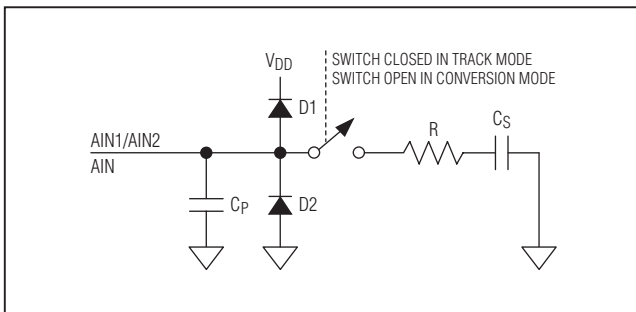 VDD
SWITCH CLOSED IN TRACK MODE
SWITCH OPEN IN CONVERSION MODE
D1
AIN1/AIN2
AIN
R
CS
CP
D2